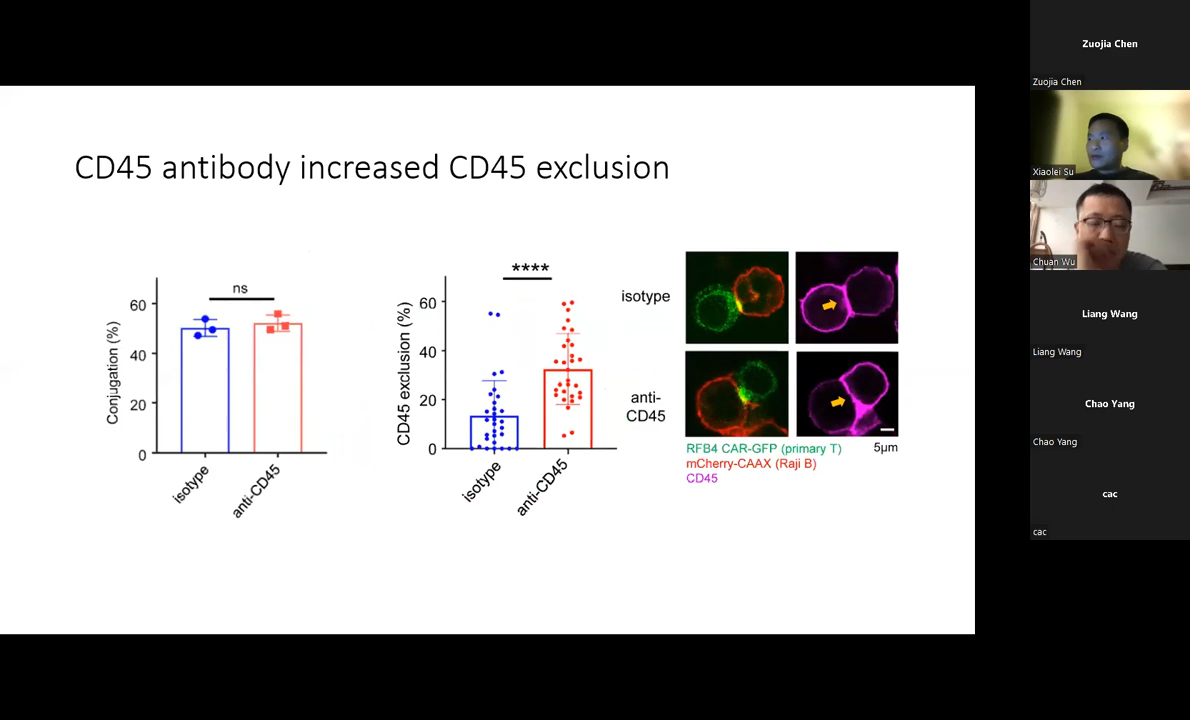 CD45 antibody increased CD45 exclusion
ns
60
40
20
0
Conjugation (%)
isotype
anti-CD45
****
60
40
20
0
CD45 exclusion (%)
isotype
anti-CD45
isotype
anti-
CD45
RFB4 CAR-GFP (primary T)
mCherry-CAAX (Raji B)
CD45
5μm
Zuojia Chen
Zuojia Chen
Xiaolei Su
Chuan Wu
Liang Wang
Liang Wang
Chao Yang
Chao Yang
cac
cac